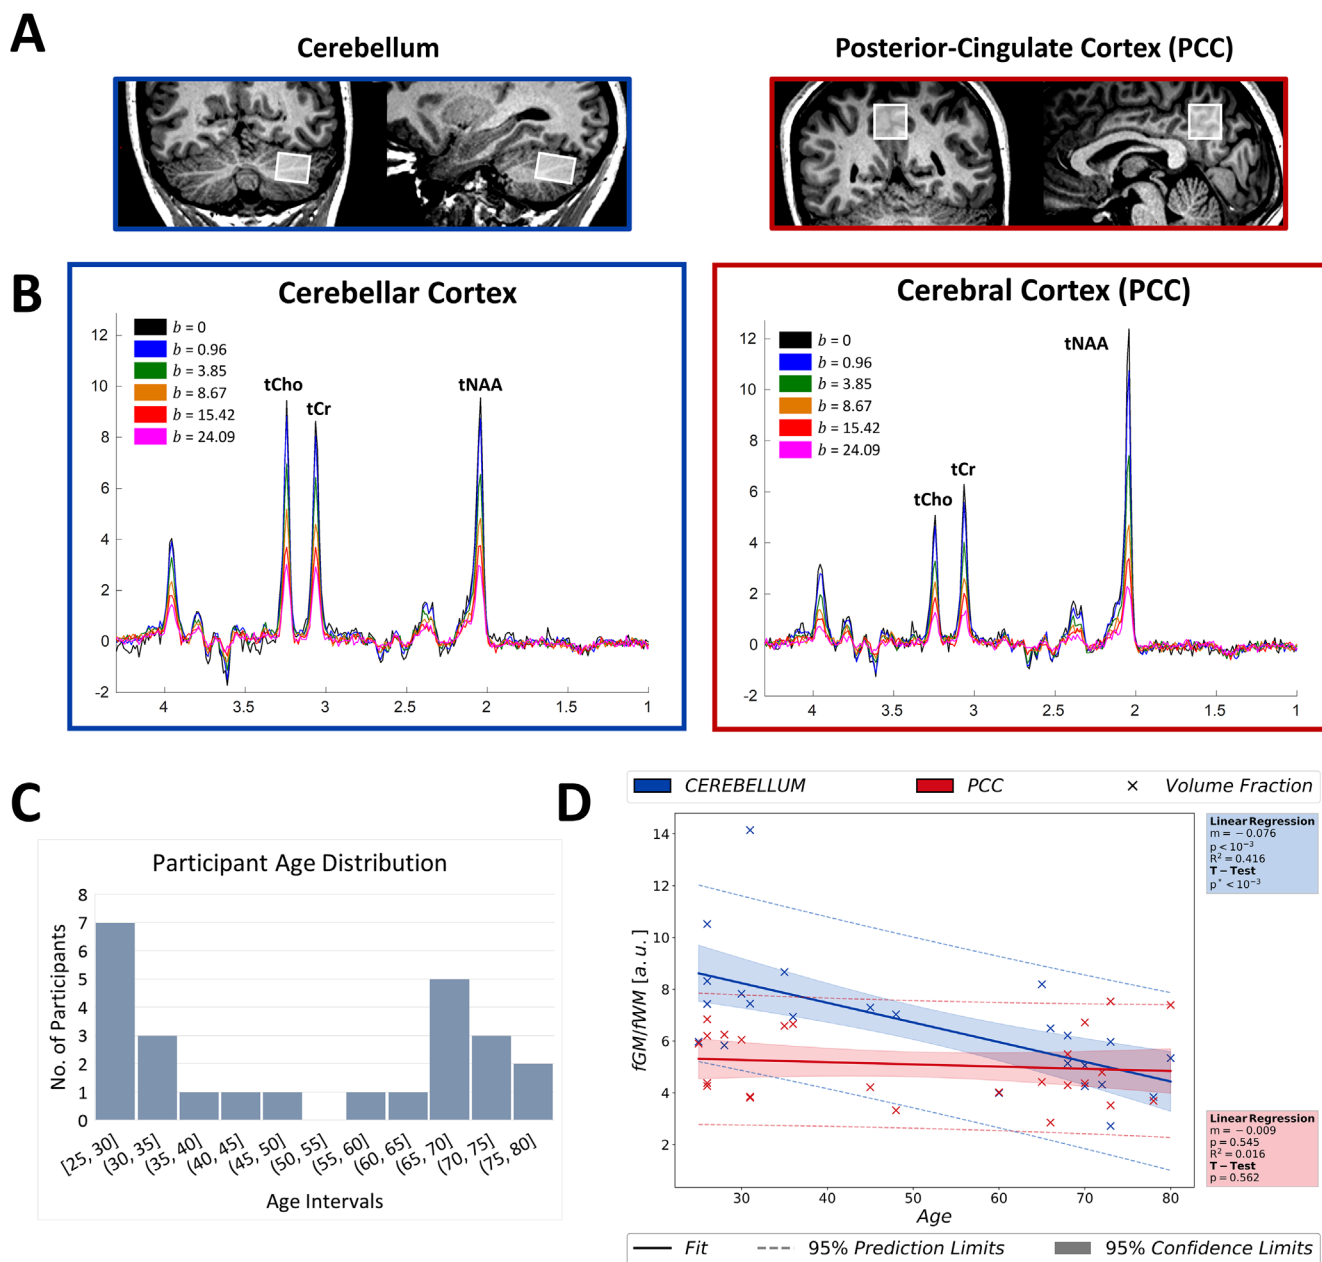 A
Cerebellum
Posterior-Cingulate Cortex (PCC)
B
Cerebellar Cortex
12
10
8
6
4
2
0
-2
b = 0
b = 0.96
b = 3.85
b = 8.67
b = 15.42
b = 24.09
tCho
tCr
tNAA
4
3.5
3
2.5
2
1.5
1
Cerebral Cortex (PCC)
12
10
8
6
4
2
0
-2
b = 0
b = 0.96
b = 3.85
b = 8.67
b = 15.42
b = 24.09
tCho
tCr
tNAA
4
3.5
3
2.5
2
1.5
1
C
Participant Age Distribution
No. of Participants
8
7
6
5
4
3
2
1
0
[25, 30]
(30, 35]
(35, 40]
(40, 45]
(45, 50]
(50, 55]
(55, 60]
(60, 65]
(65, 70]
(70, 75]
(75, 80]
Age Intervals
D
CEREBELLUM
PCC
Volume Fraction
fGM/fWM [a.u.]
14
12
10
8
6
4
2
30
40
50
60
70
80
Age
Linear Regression
m = − 0.076
p < 10⁻³
R² = 0.416
T − Test
p* < 10⁻³
Linear Regression
m = − 0.009
p = 0.545
R² = 0.016
T − Test
p = 0.562
Fit
95% Prediction Limits
95% Confidence Limits